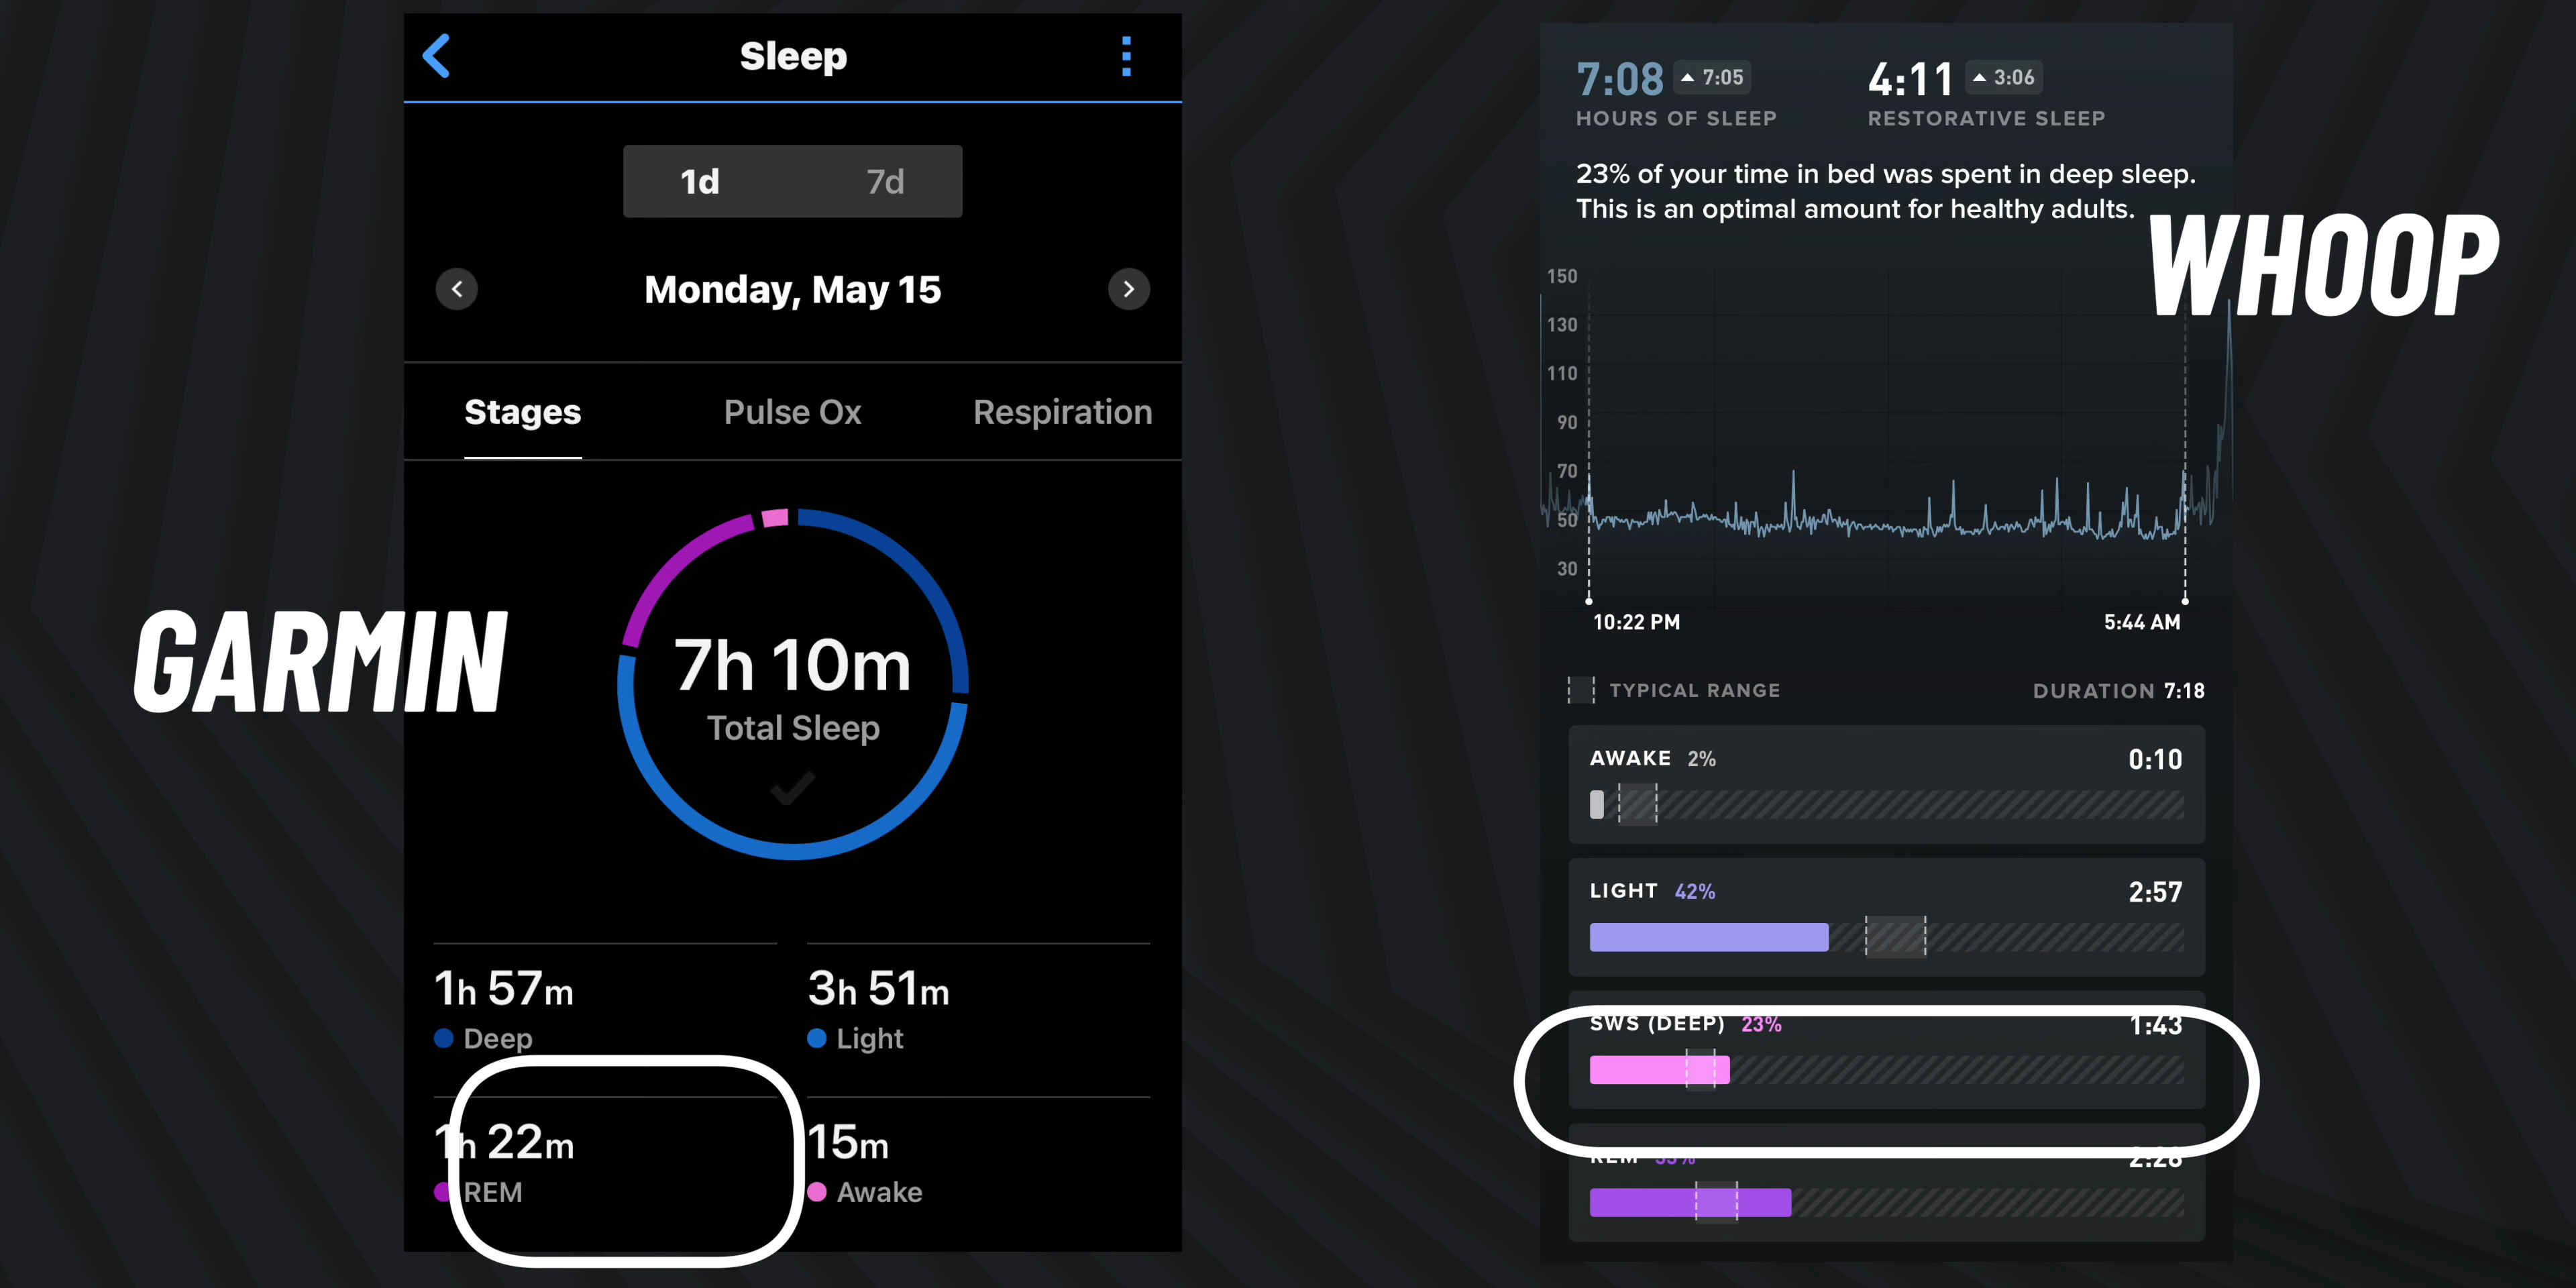 Sleep
1d 7d
Monday, May 15
Stages Pulse Ox Respiration
GARMIN
7h 10m
Total Sleep
1h 57m
Deep
3h 51m
Light
1h 22m
REM
15m
Awake
7:08 7:05
HOURS OF SLEEP
4:11 3:06
RESTORATIVE SLEEP
23% of your time in bed was spent in deep sleep.
This is an optimal amount for healthy adults.
WHOOP
150
130
110
90
70
50
30
10:22 PM 5:44 AM
TYPICAL RANGE DURATION 7:18
AWAKE 2% 0:10
LIGHT 42% 2:57
SWS (DEEP) 23% 1:43
REM 2:28